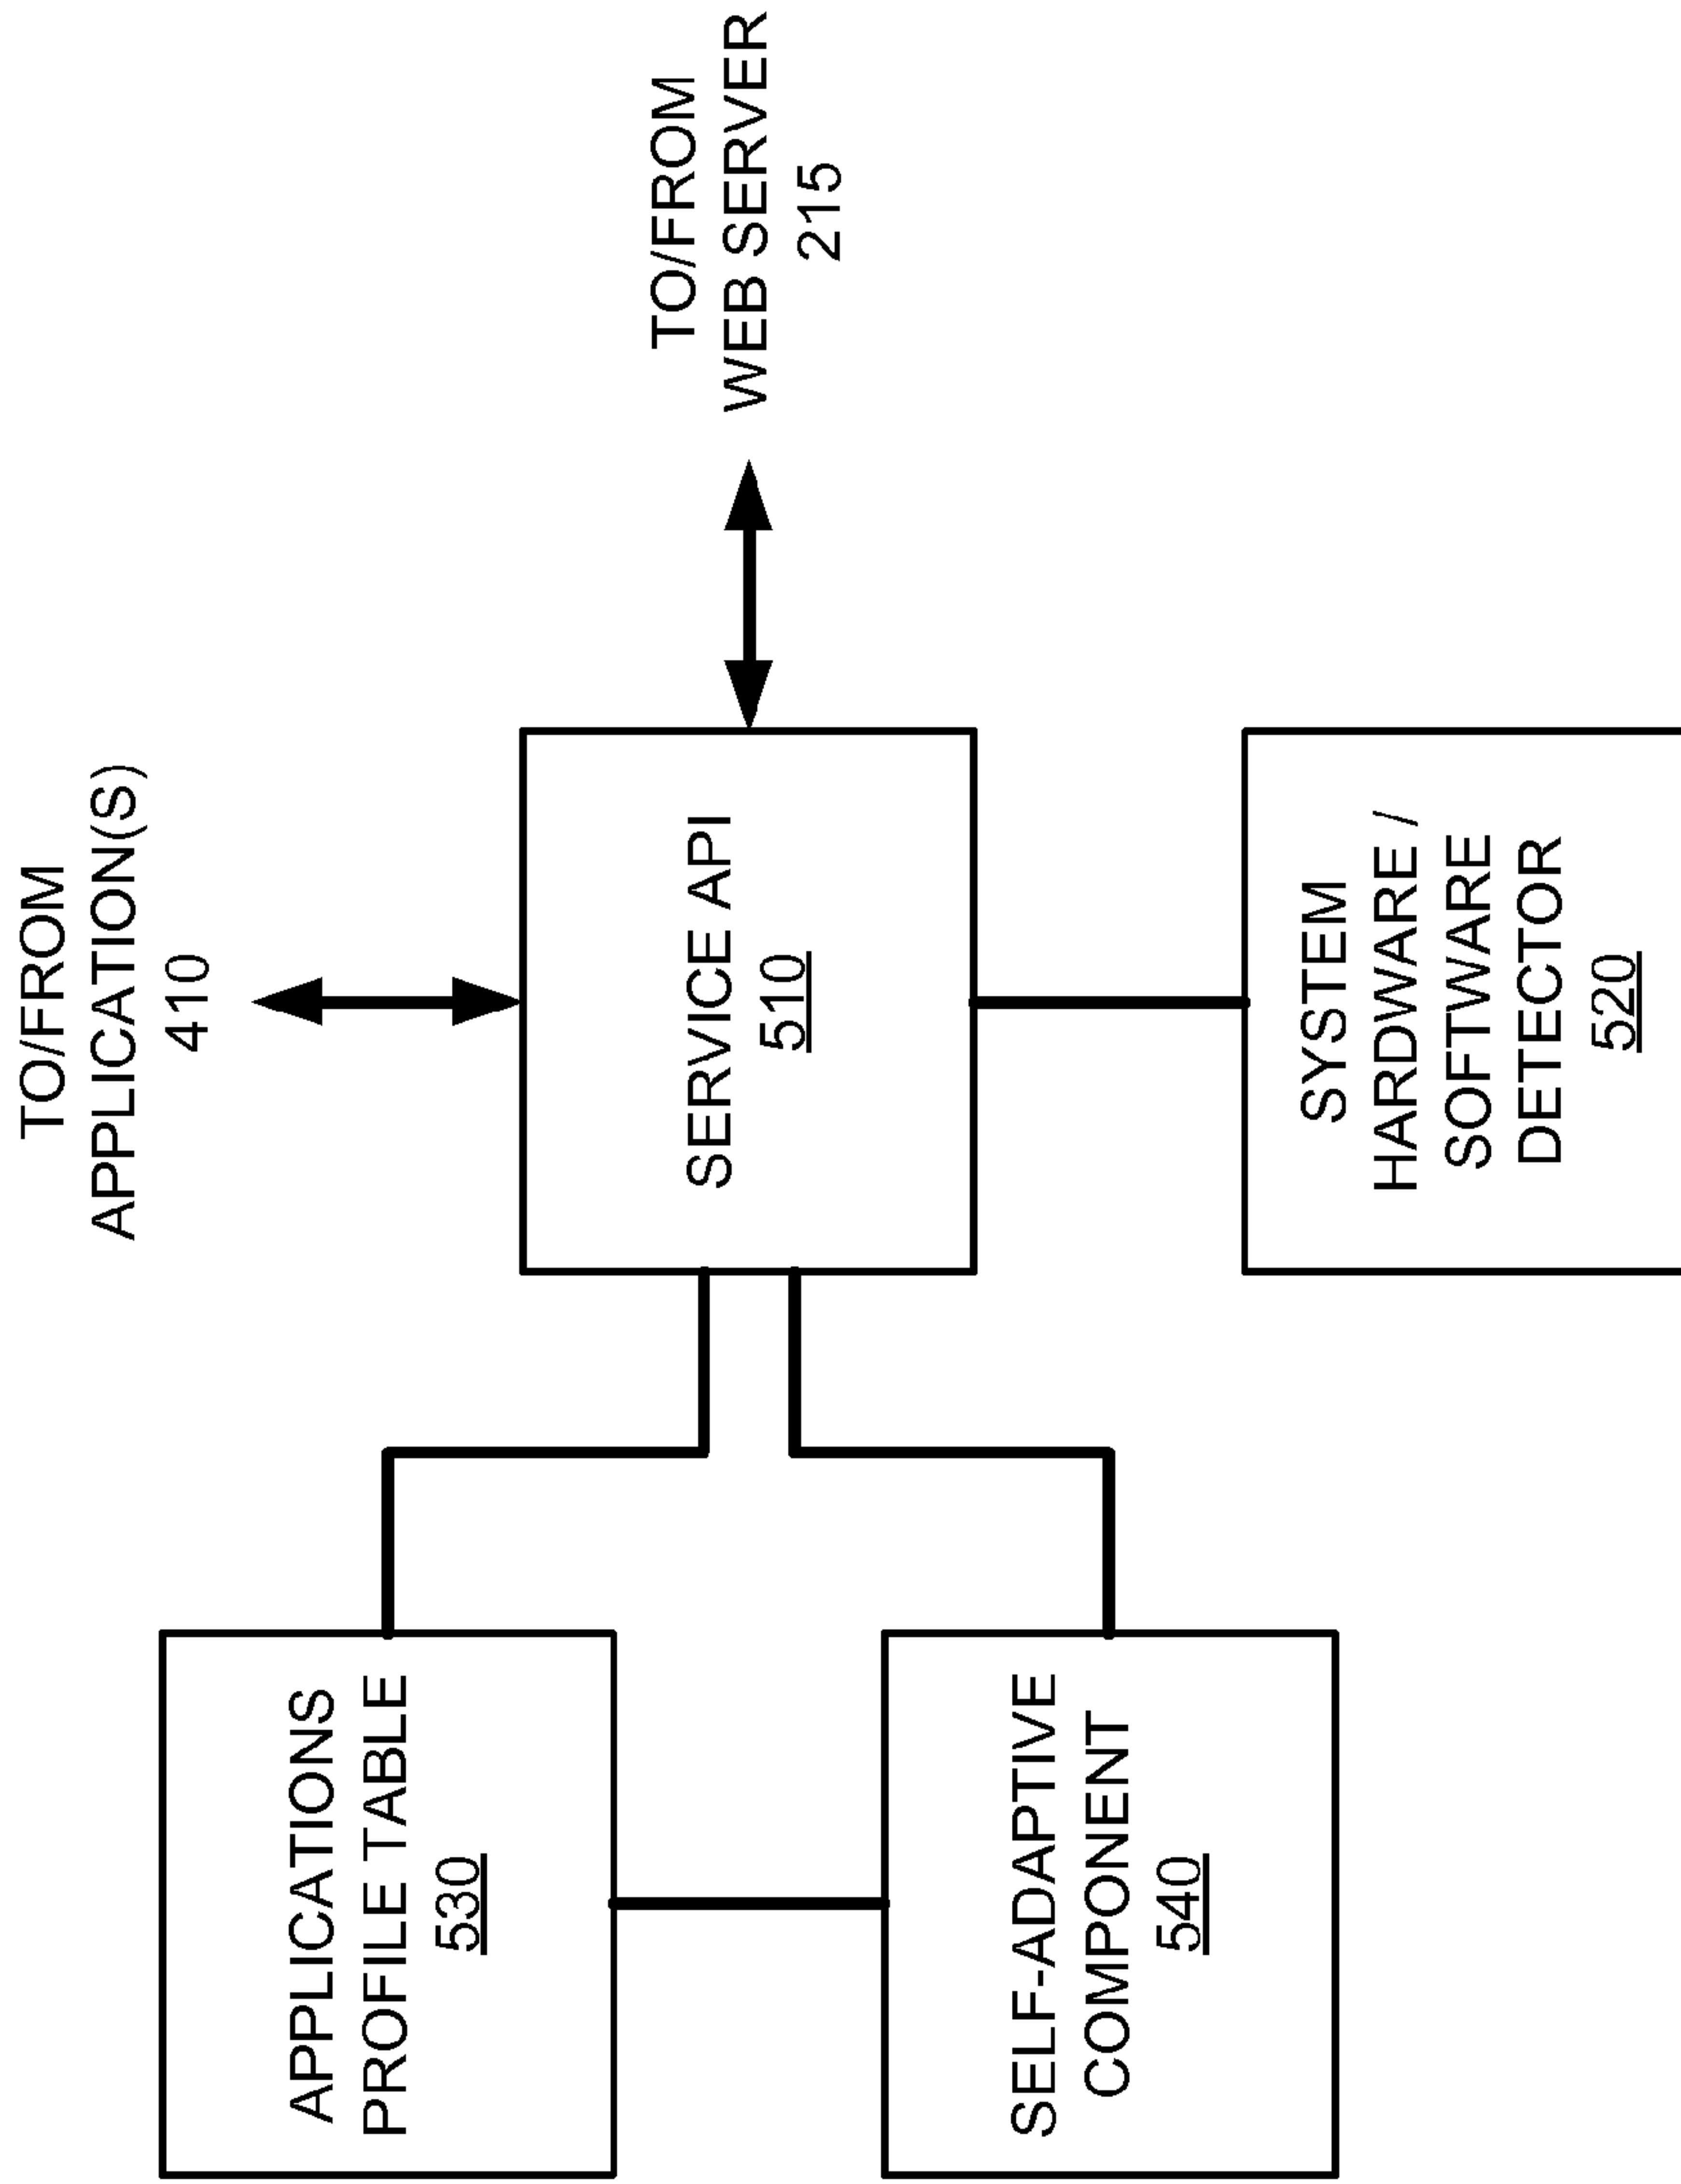 TO/FROM
APPLICATION(S)
410
TO/FROM
WEB SERVER
215
SERVICE API
510
APPLICATIONS
PROFILE TABLE
530
SELF-ADAPTIVE
COMPONENT
540
SYSTEM
HARDWARE /
SOFTWARE
DETECTOR
520